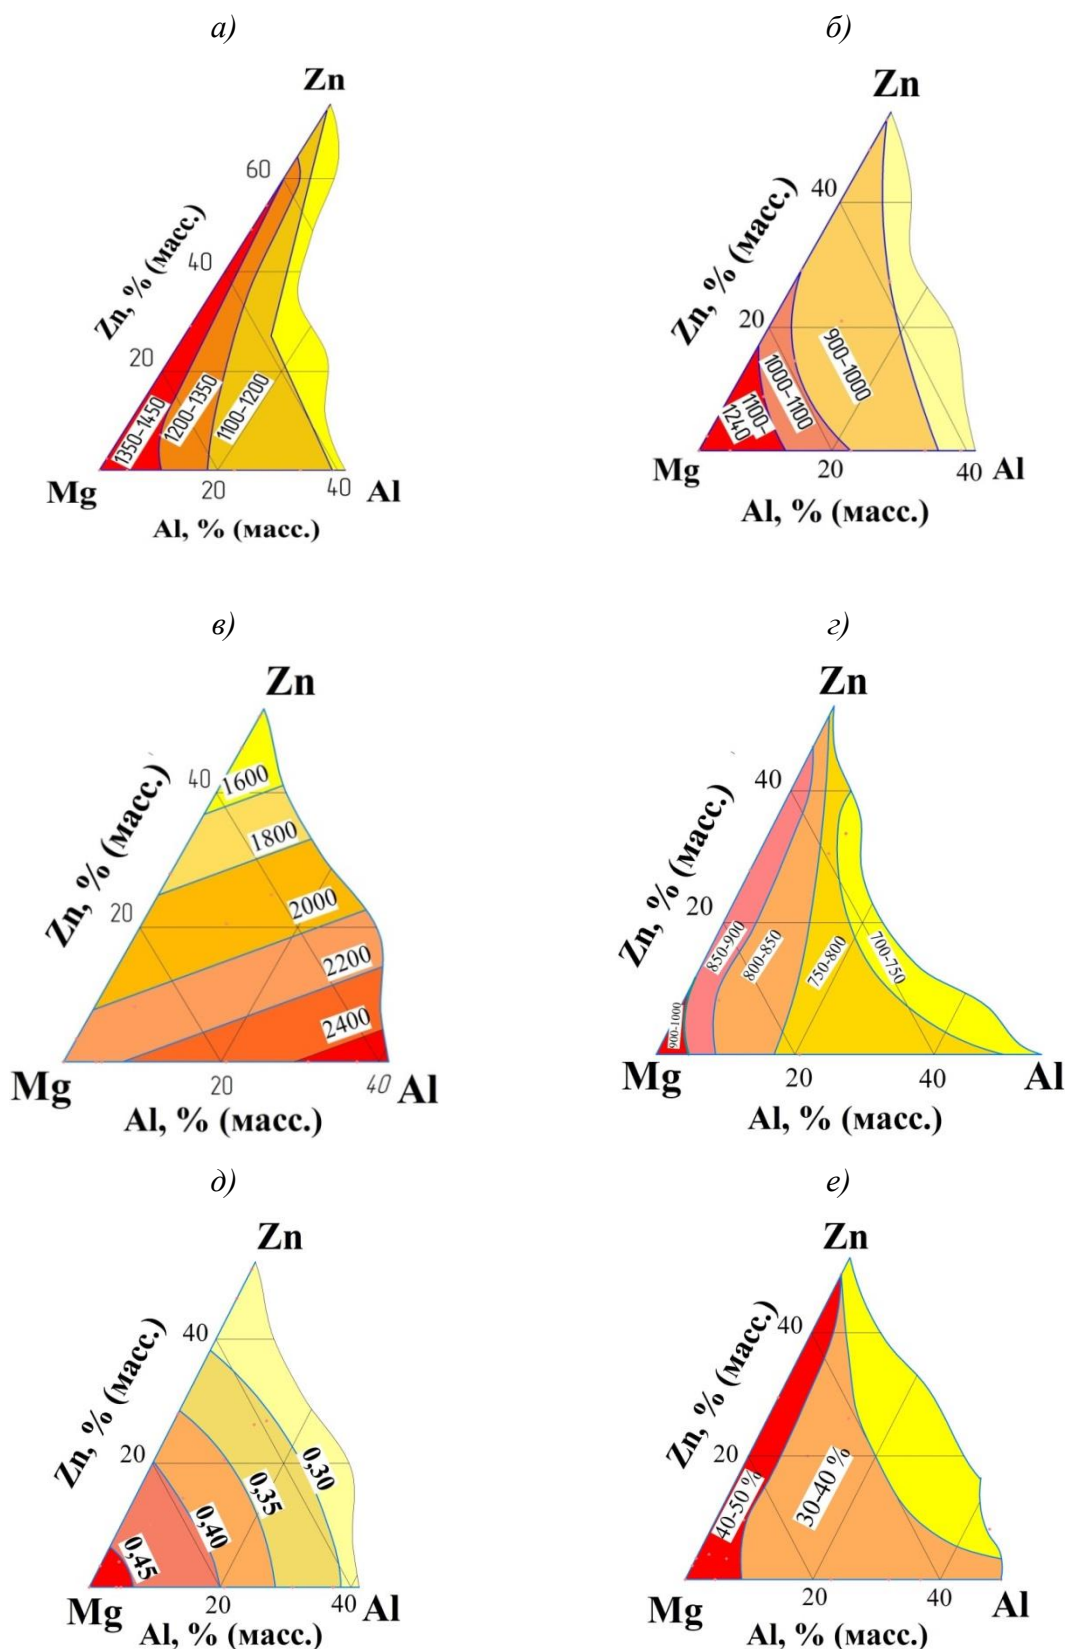 а)
Zn
60
40
20
Zn, % (масс.)
1350-1450
1200-1350
1100-1200
Mg
20
40
Al
Al, % (масс.)
б)
Zn
40
20
Zn, % (масс.)
1100-
1240
1000-1100
900-1000
Mg
20
40
Al
Al, % (масс.)
в)
Zn
40
20
Zn, % (масс.)
1600
1800
2000
2200
2400
Mg
20
40
Al
Al, % (масс.)
г)
Zn
40
20
Zn, % (масс.)
900-1000
850-900
800-850
750-800
700-750
Mg
20
40
Al
Al, % (масс.)
д)
Zn
40
20
Zn, % (масс.)
0,45
0,40
0,35
0,30
Mg
20
40
Al
Al, % (масс.)
е)
Zn
40
20
Zn, % (масс.)
40-50 %
30-40 %
Mg
20
40
Al
Al, % (масс.)